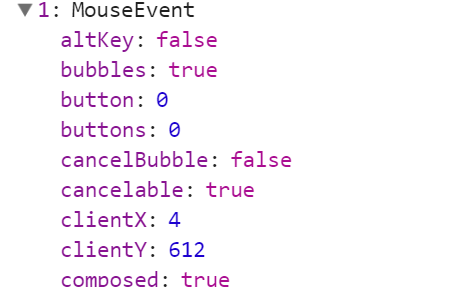 ▼1: MouseEvent
altKey: false
bubbles: true
button: 0
buttons: 0
cancelBubble: false
cancelable: true
clientX: 4
clientY: 612
composed: true